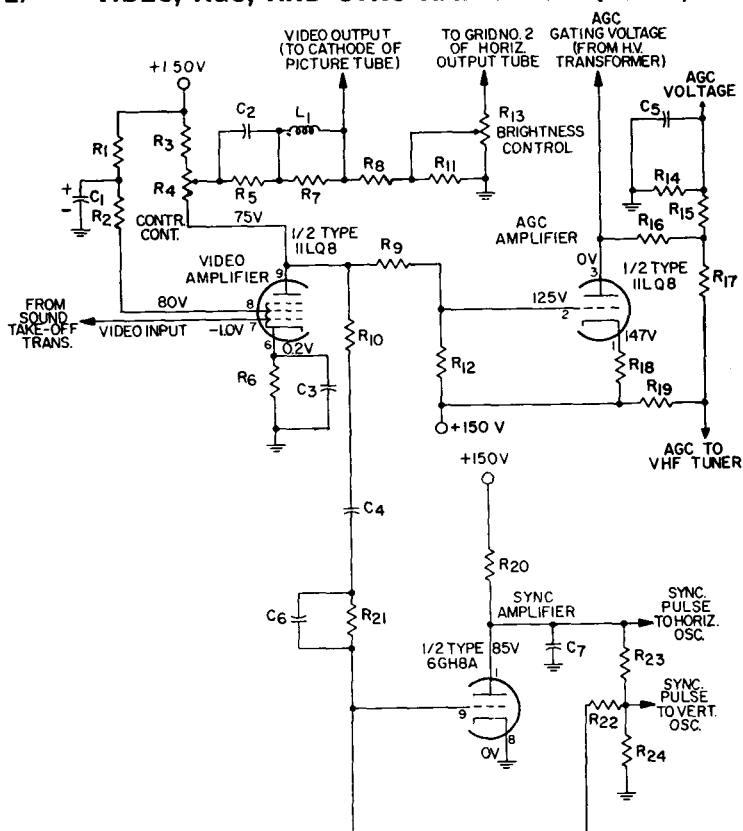 VIDEO OUTPUT
(TO CATHODE OF
PICTURE TUBE)
TO GRID NO. 2
OF HORIZ.
OUTPUT TUBE
AGC
GATING VOLTAGE
(FROM H.V.
TRANSFORMER)
AGC
VOLTAGE
+150V
C2
L1
R13
BRIGHTNESS
CONTROL
C5
R1
R3
R14
R4
R5
R7
R8
R11
R15
+
-
C1
R2
CONTR.
CONT.
75V
R16
1/2 TYPE
11LQ8
AGC
AMPLIFIER
R9
VIDEO
AMPLIFIER
9
0V
3
1/2 TYPE
11LQ8
R17
FROM
SOUND
TAKE-OFF
TRANS.
80V
8
VIDEO INPUT
-1.0V
7
6
0.2V
R10
125V
2
147V
1
R12
R18
R6
C3
R19
+150 V
AGC TO
VHF TUNER
+150V
C4
R20
SYNC
AMPLIFIER
SYNC.
PULSE
TO HORIZ.
OSC.
C6
R21
1/2 TYPE
6GH8A
85V
1
C7
R23
9
8
0V
R22
SYNC.
PULSE
TO VERT.
OSC.
R24